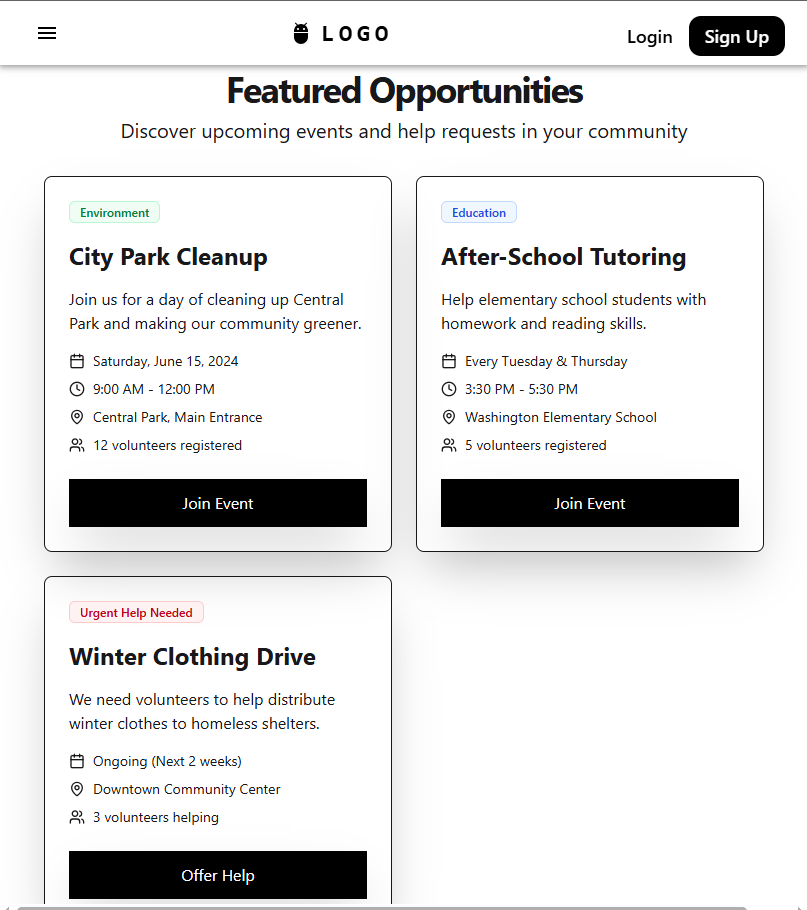 LOGO
Login
Sign Up
Featured Opportunities
Discover upcoming events and help requests in your community
Environment
City Park Cleanup
Join us for a day of cleaning up Central
Park and making our community greener.
Saturday, June 15, 2024
9:00 AM - 12:00 PM
Central Park, Main Entrance
12 volunteers registered
Join Event
Education
After-School Tutoring
Help elementary school students with
homework and reading skills.
Every Tuesday & Thursday
3:30 PM - 5:30 PM
Washington Elementary School
5 volunteers registered
Join Event
Urgent Help Needed
Winter Clothing Drive
We need volunteers to help distribute
winter clothes to homeless shelters.
Ongoing (Next 2 weeks)
Downtown Community Center
3 volunteers helping
Offer Help